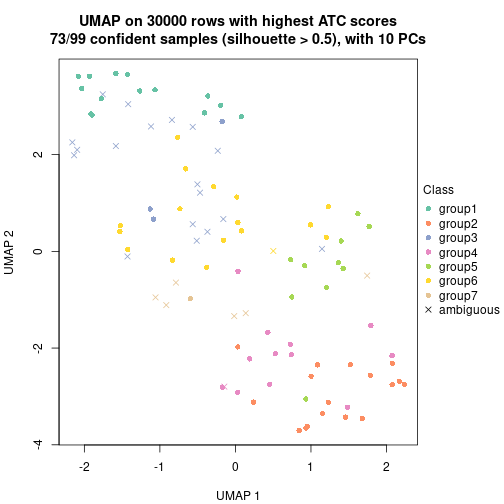 UMAP on 30000 rows with highest ATC scores
73/99 confident samples (silhouette > 0.5), with 10 PCs
Class
group1
group2
group3
group4
group5
group6
group7
ambiguous
UMAP 2
2
0
-2
-4
-2
-1
0
1
2
UMAP 1